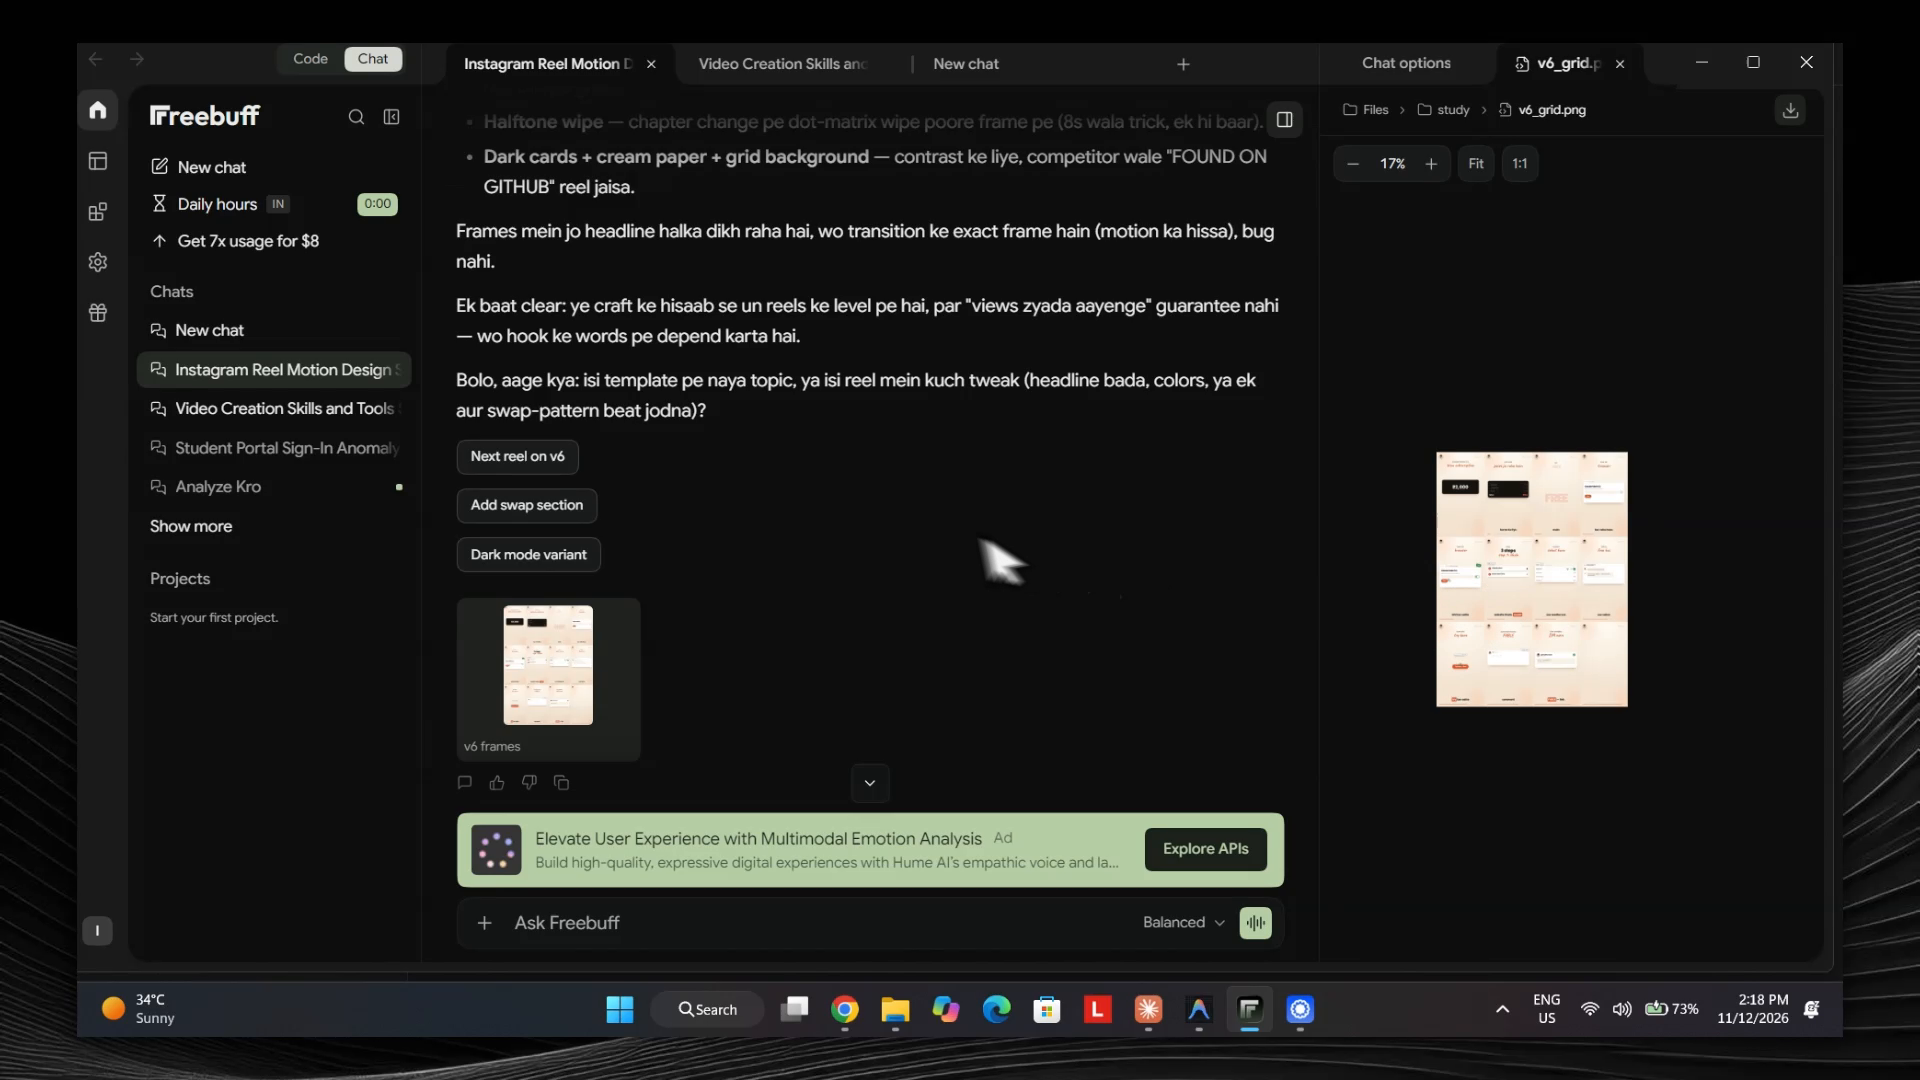 Code
Chat
Instagram Reel Motion D
Video Creation Skills and
New chat
Chat options
v6_grid.p
Freebuff
New chat
Daily hours IN 0:00
Get 7x usage for $8
Chats
New chat
Instagram Reel Motion Design S
Video Creation Skills and Tools
Student Portal Sign-In Anomaly
Analyze Kro
Show more
Projects
Start your first project.
I
Halftone wipe — chapter change pe dot-matrix wipe poore frame pe (8s wala trick, ek hi baar).
Dark cards + cream paper + grid background — contrast ke liye, competitor wale "FOUND ON
GITHUB" reel jaisa.
Frames mein jo headline halka dikh raha hai, wo transition ke exact frame hain (motion ka hissa), bug
nahi.
Ek baat clear: ye craft ke hisaab se un reels ke level pe hai, par "views zyada aayenge" guarantee nahi
— wo hook ke words pe depend karta hai.
Bolo, aage kya: isi template pe naya topic, ya isi reel mein kuch tweak (headline bada, colors, ya ek
aur swap-pattern beat jodna)?
Next reel on v6
Add swap section
Dark mode variant
v6 frames
Elevate User Experience with Multimodal Emotion Analysis Ad
Build high-quality, expressive digital experiences with Hume AI's empathic voice and la...
Explore APIs
Ask Freebuff
Balanced
Files > study > v6_grid.png
17%
Fit
1:1
FREE
34°C
Sunny
Search
L
ENG
US
73%
2:18 PM
11/12/2026